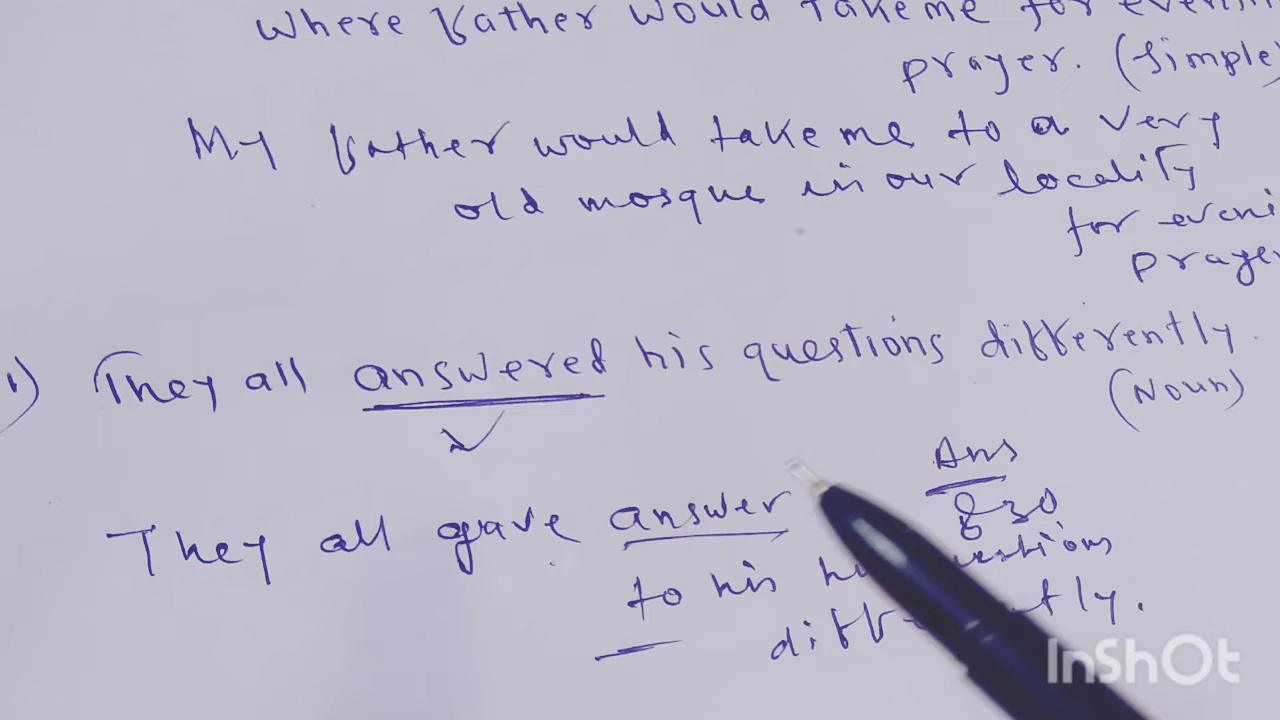 Where Father would take me for
prayer. (Simple)
My Father would take me to a very
old mosque in our locality
for eveni
praye
1) They all answered his questions differently.
(Noun)
Ans
They all gave answer
to his
InShOt